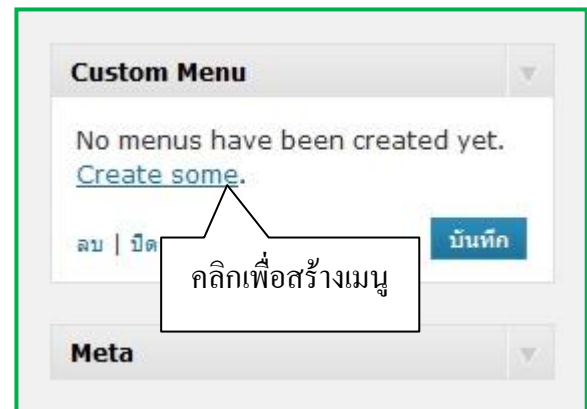 Custom Menu
No menus have been created yet.
Create some.
ลบ | ปิด
บันทึก
คลิกเพื่อสร้างเมนู
Meta